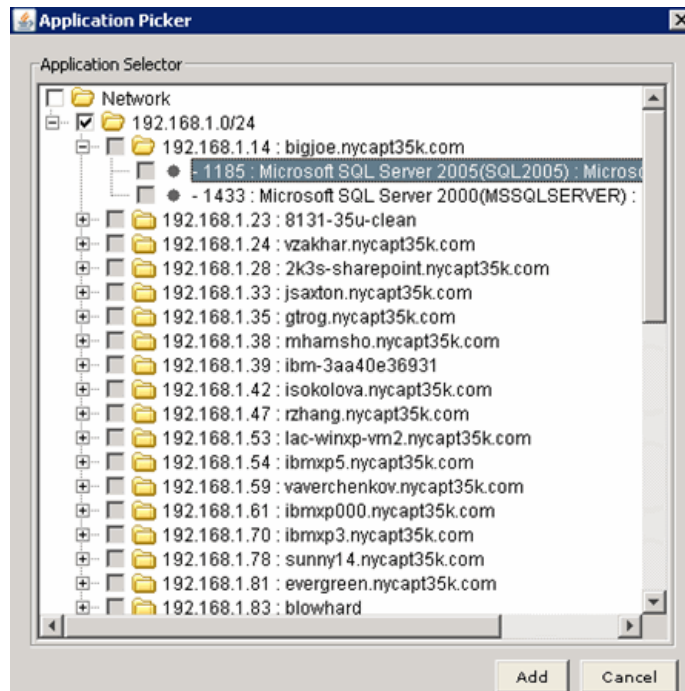 Application Picker
Application Selector
Network
192.168.1.0/24
192.168.1.14 : bigjoe.nycapt35k.com
- 1185 : Microsoft SQL Server 2005(SQL2005) : Microso
- 1433 : Microsoft SQL Server 2000(MSSQLSERVER) :
192.168.1.23 : 8131-35u-clean
192.168.1.24 : vzakhar.nycapt35k.com
192.168.1.28 : 2k3s-sharepoint.nycapt35k.com
192.168.1.33 : jsaxton.nycapt35k.com
192.168.1.35 : gtrog.nycapt35k.com
192.168.1.38 : mhamsho.nycapt35k.com
192.168.1.39 : ibm-3aa40e36931
192.168.1.42 : isokolova.nycapt35k.com
192.168.1.47 : rzhang.nycapt35k.com
192.168.1.53 : lac-winxp-vm2.nycapt35k.com
192.168.1.54 : ibmxp5.nycapt35k.com
192.168.1.59 : vaverchenkov.nycapt35k.com
192.168.1.61 : ibmxp000.nycapt35k.com
192.168.1.70 : ibmxp3.nycapt35k.com
192.168.1.78 : sunny14.nycapt35k.com
192.168.1.81 : evergreen.nycapt35k.com
192.168.1.83 : blowhard
Add Cancel